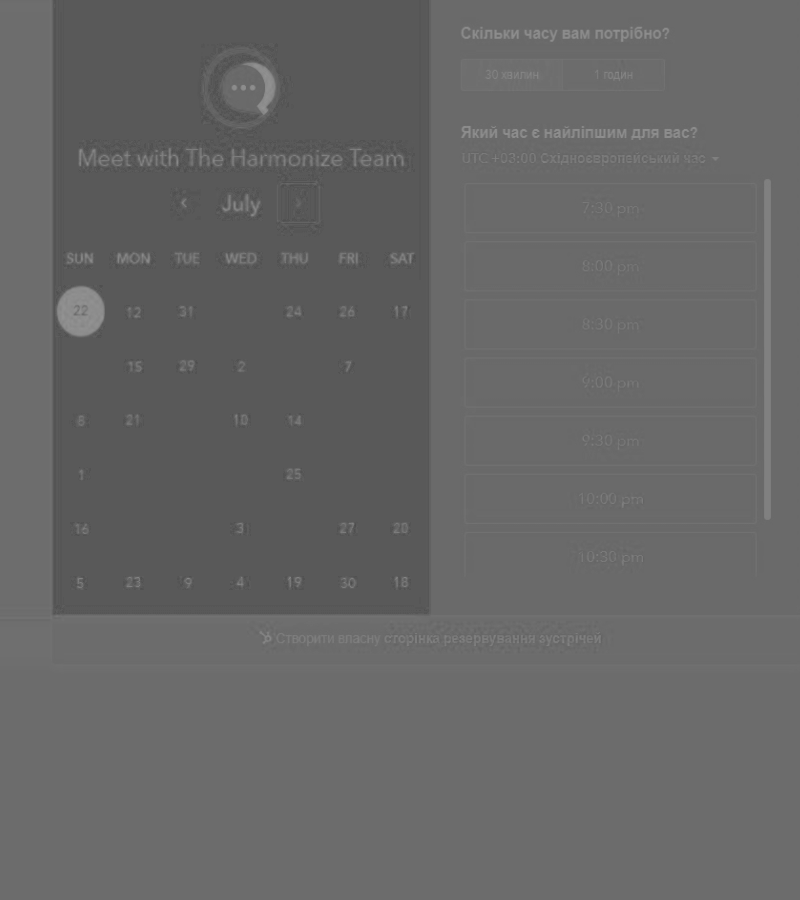 Meet with The Harmonize Team
July
SUN MON TUE WED THU FRI SAT
22 12 31 24 26 17
15 29 2 7
8 21 10 14
1 25
16 3 27 20
5 23 9 4 19 30 18
Скільки часу вам потрібно?
30 хвилин 1 годин
Який час є найліпшим для вас?
UTC +03:00 Східноєвропейський час
7:30 pm
8:00 pm
8:30 pm
9:00 pm
9:30 pm
10:00 pm
10:30 pm
Створити власну сторінка резервування зустрічей